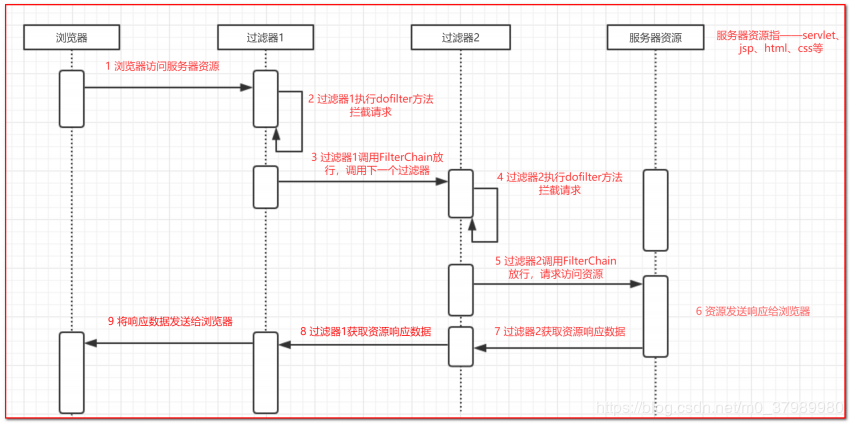 浏览器
过滤器1
过滤器2
服务器资源
服务器资源指——servlet、
jsp、html、css等
1 浏览器访问服务器资源
2 过滤器1执行dofilter方法
拦截请求
3 过滤器1调用FilterChain放
行，调用下一个过滤器
4 过滤器2执行dofilter方法
拦截请求
5 过滤器2调用FilterChain
放行，请求访问资源
6 资源发送响应给浏览器
7 过滤器2获取资源响应数据
8 过滤器1获取资源响应数据
9 将响应数据发送给浏览器
https://blog.csdn.net/m0_37989980